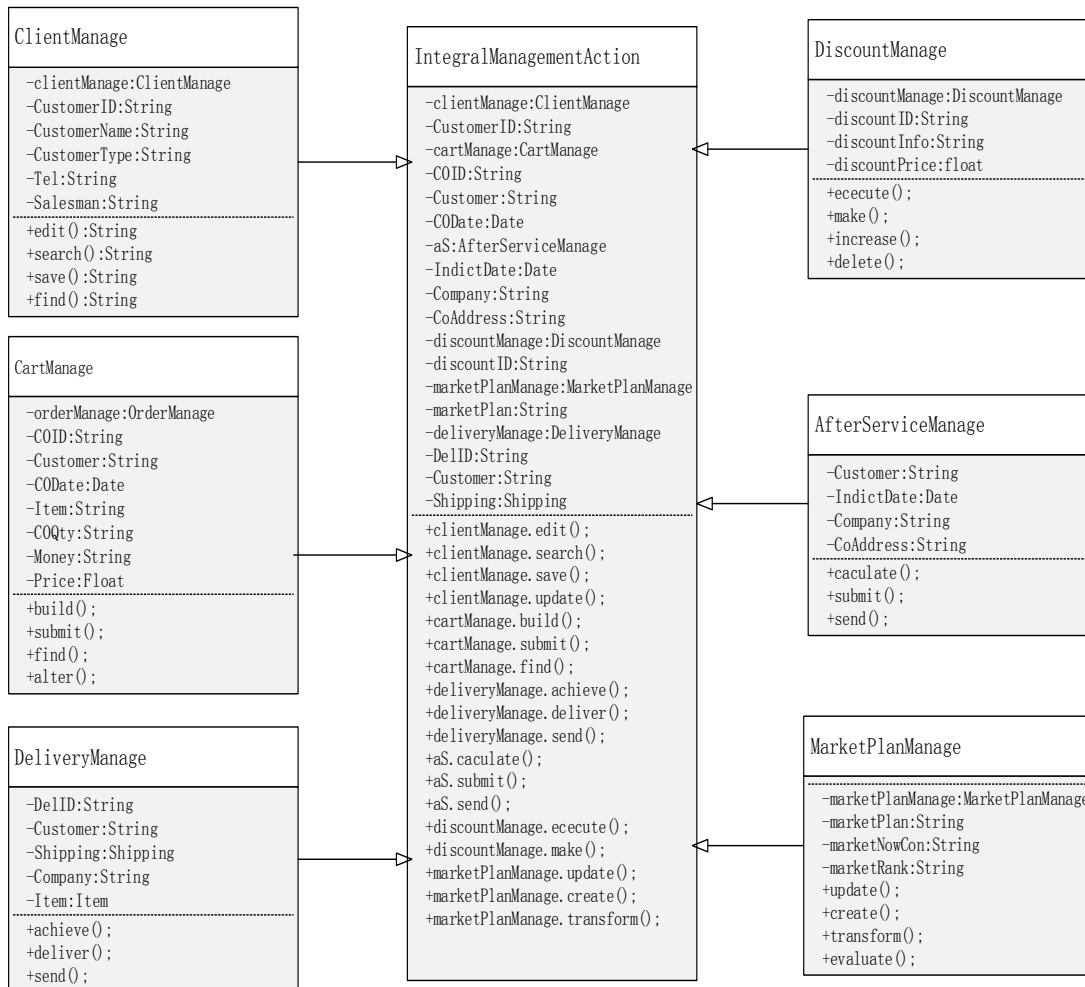 ClientManage
-clientManage:ClientManage
-CustomerID:String
-CustomerName:String
-CustomerType:String
-Tel:String
-Salesman:String
+edit():String
+search():String
+save():String
+find():String
CartManage
-orderManage:OrderManage
-COID:String
-Customer:String
-CODate:Date
-Item:String
-COQty:String
-Money:String
-Price:Float
+build();
+submit();
+find();
+alter();
DeliveryManage
-DelID:String
-Customer:String
-Shipping:Shipping
-Company:String
-Item:Item
+achieve();
+deliver();
+send();
IntegralManagementAction
-clientManage:ClientManage
-CustomerID:String
-cartManage:CartManage
-COID:String
-Customer:String
-CODate:Date
-aS:AfterServiceManage
-IndictDate:Date
-Company:String
-CoAddress:String
-discountManage:DiscountManage
-discountID:String
-marketPlanManage:MarketPlanManage
-marketPlan:String
-deliveryManage:DeliveryManage
-DelID:String
-Customer:String
-Shipping:Shipping
+clientManage.edit();
+clientManage.search();
+clientManage.save();
+clientManage.update();
+cartManage.build();
+cartManage.submit();
+cartManage.find();
+deliveryManage.achieve();
+deliveryManage.deliver();
+deliveryManage.send();
+aS.caculate();
+aS.submit();
+aS.send();
+discountManage.ececute();
+discountManage.make();
+marketPlanManage.update();
+marketPlanManage.create();
+marketPlanManage.transform();
DiscountManage
-discountManage:DiscountManage
-discountID:String
-discountInfo:String
-discountPrice:float
+ececute();
+make();
+increase();
+delete();
AfterServiceManage
-Customer:String
-IndictDate:Date
-Company:String
-CoAddress:String
+caculate();
+submit();
+send();
MarketPlanManage
-marketPlanManage:MarketPlanManage
-marketPlan:String
-marketNowCon:String
-marketRank:String
+update();
+create();
+transform();
+evaluate();